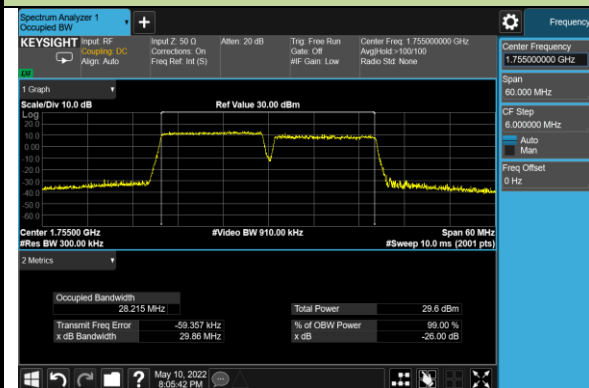 Spectrum Analyzer 1
Occupied BW
Frequency
KEYSIGHT
Input: RF
Coupling: DC
Align: Auto
Input Z: 50 Ω
Corrections: On
Freq Ref: Int (S)
Atten: 20 dB
Trig: Free Run
Gate: Off
#IF Gain: Low
Center Freq: 1.755000000 GHz
Avg|Hold:>100/100
Radio Std: None
LXI
1 Graph
Scale/Div 10.0 dB
Ref Value 30.00 dBm
Log
20.0
10.0
0.00
-10.0
-20.0
-30.0
-40.0
-50.0
-60.0
Center 1.75500 GHz
#Video BW 910.00 kHz
Span 60 MHz
#Res BW 300.00 kHz
#Sweep 10.0 ms (2001 pts)
2 Metrics
Occupied Bandwidth
28.215 MHz
Transmit Freq Error -59.357 kHz
x dB Bandwidth 29.86 MHz
Total Power 29.6 dBm
% of OBW Power 99.00 %
x dB -26.00 dB
Center Frequency
1.755000000 GHz
Span
60.000 MHz
CF Step
6.000000 MHz
Auto
Man
Freq Offset
0 Hz
May 10, 2022
8:05:42 PM